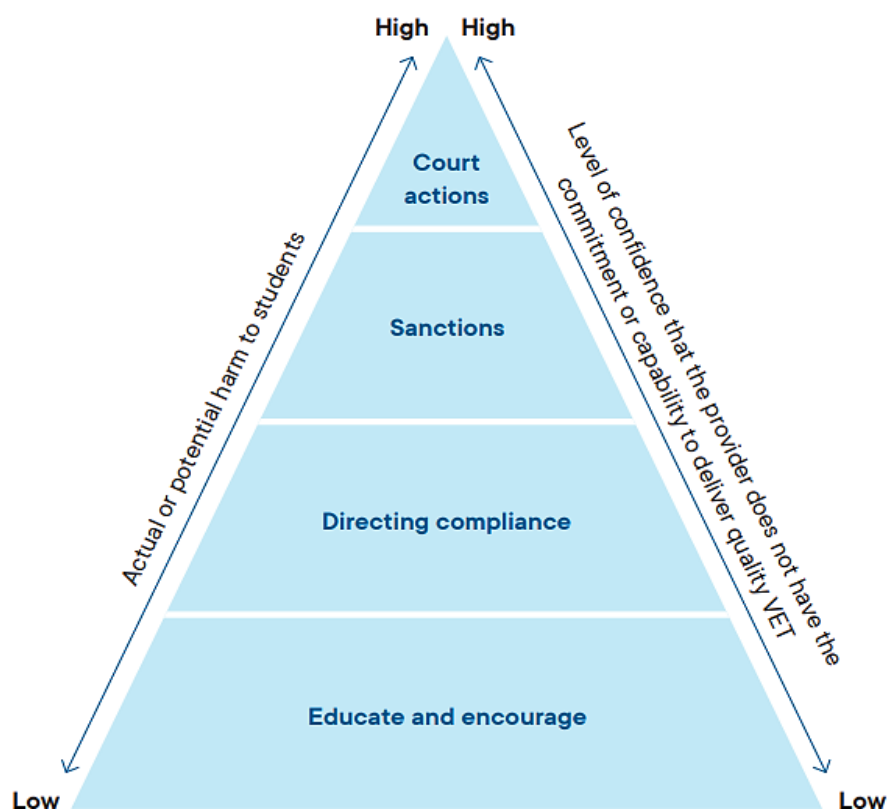 High High
Court
actions
Sanctions
Directing compliance
Educate and encourage
Actual or potential harm to students
Level of confidence that the provider does not have the
commitment or capability to deliver quality VET
Low Low